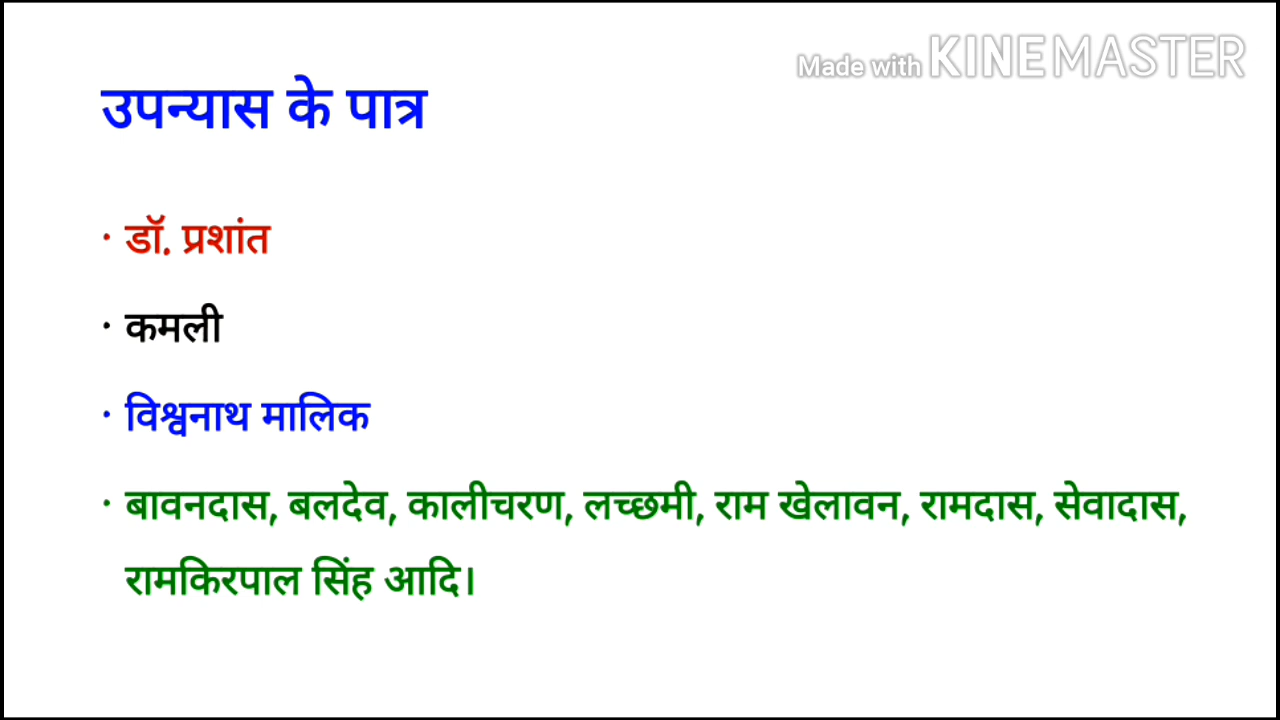 Made with KINEMASTER
उपन्यास के पात्र
· डॉ. प्रशांत
· कमली
· विश्वनाथ मालिक
· बावनदास, बलदेव, कालीचरण, लच्छमी, राम खेलावन, रामदास, सेवादास,
रामकिरपाल सिंह आदि।